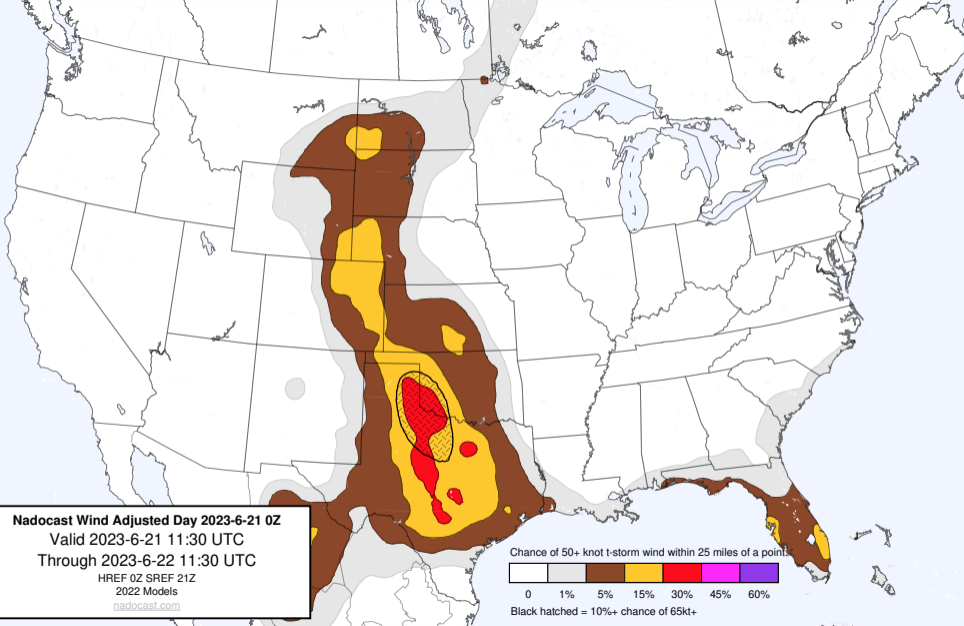 Nadocast Wind Adjusted Day 2023-6-21 0Z
Valid 2023-6-21 11:30 UTC
Through 2023-6-22 11:30 UTC
HREF 0Z SREF 21Z
2022 Models
nadocast.com
Chance of 50+ knot t-storm wind within 25 miles of a point.
0 1% 5% 15% 30% 45% 60%
Black hatched = 10%+ chance of 65kt+